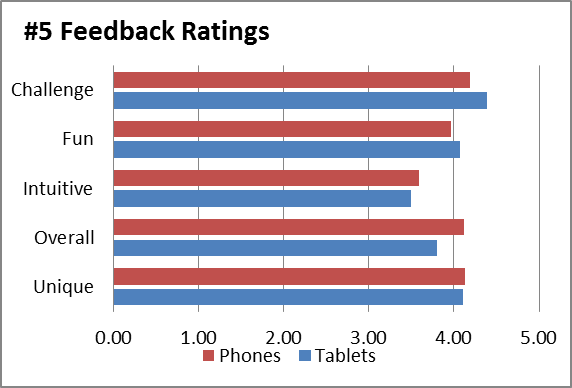 #5 Feedback Ratings
Challenge
Fun
Intuitive
Overall
Unique
0.00 1.00 2.00 3.00 4.00 5.00
Phones Tablets